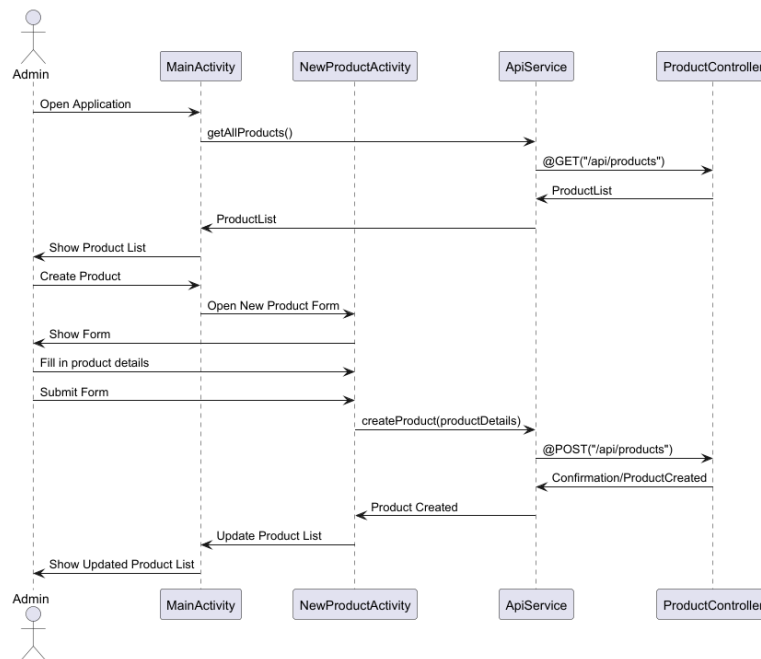 Admin
MainActivity
NewProductActivity
ApiService
ProductController
Open Application
getAllProducts()
@GET("/api/products")
ProductList
ProductList
Show Product List
Create Product
Open New Product Form
Show Form
Fill in product details
Submit Form
createProduct(productDetails)
@POST("/api/products")
Confirmation/ProductCreated
Product Created
Update Product List
Show Updated Product List
Admin
MainActivity
NewProductActivity
ApiService
ProductController